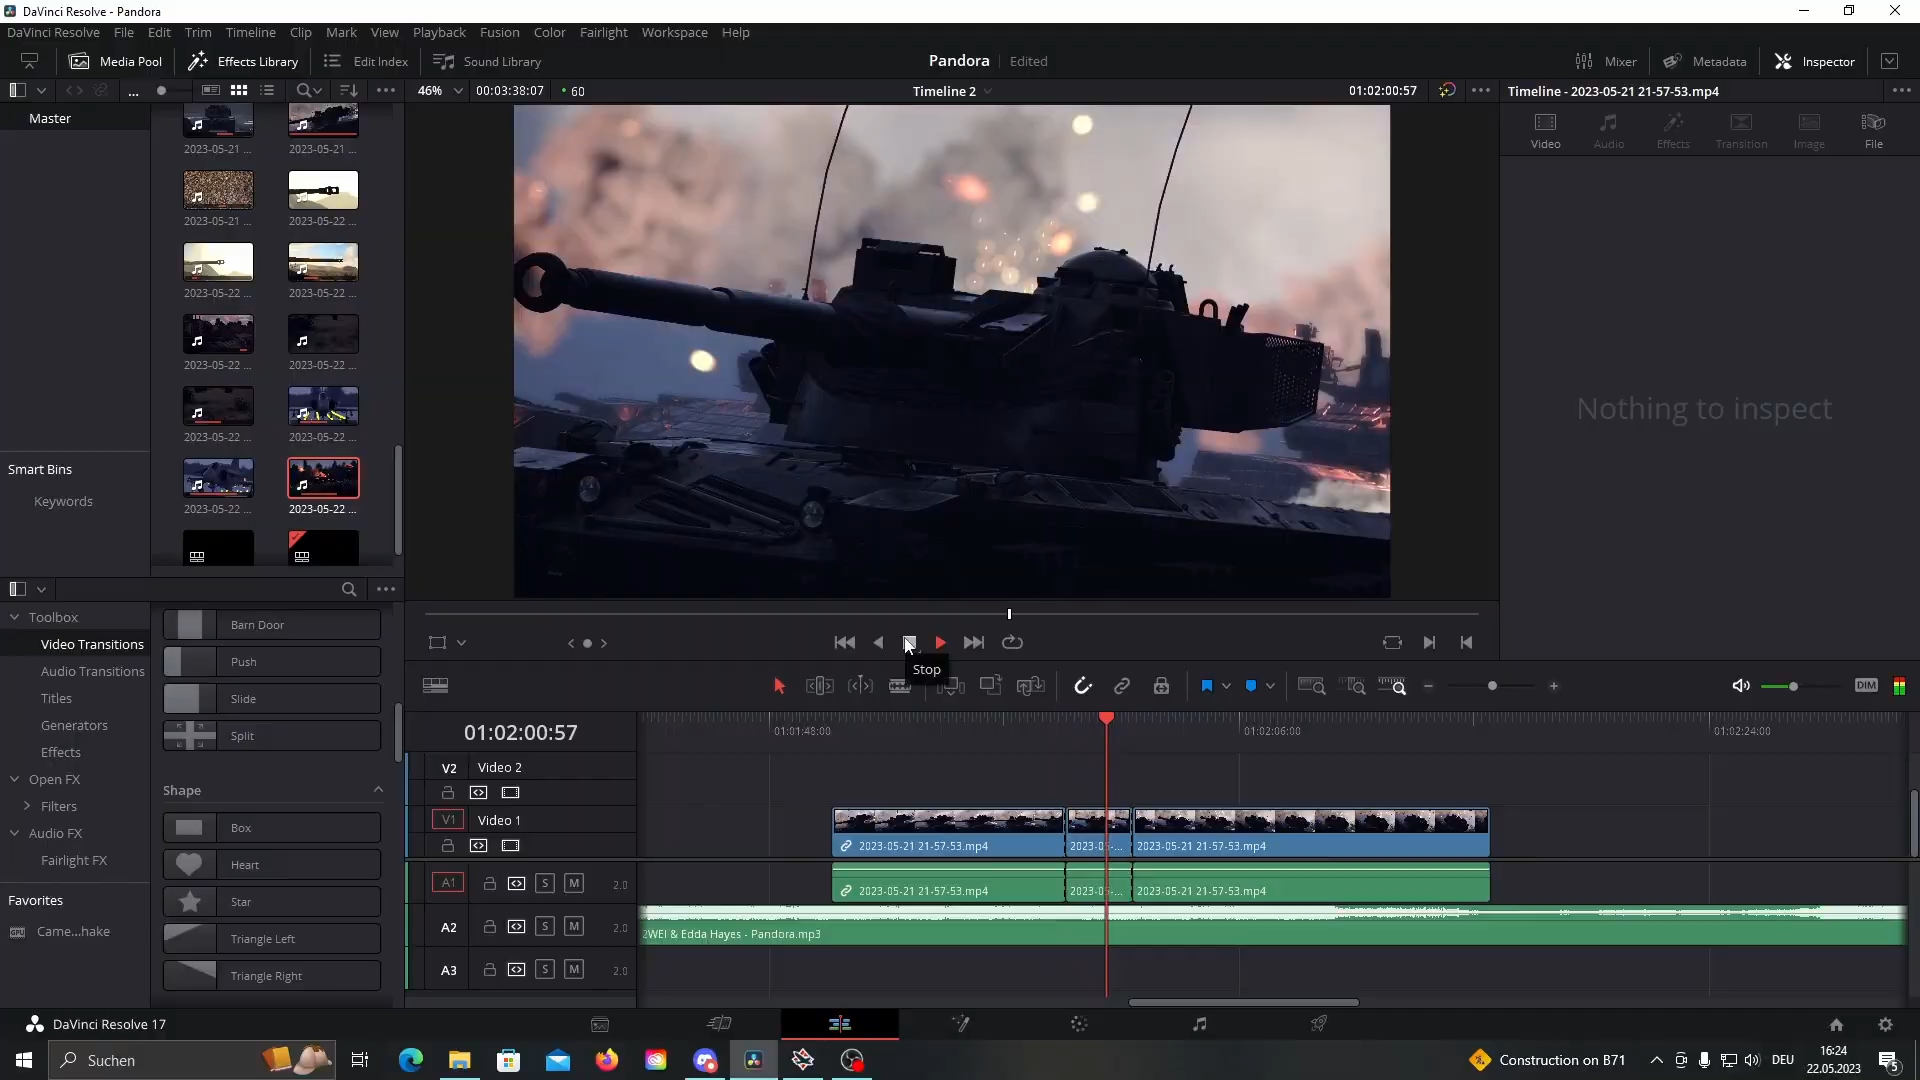 DaVinci Resolve - Pandora
DaVinci Resolve File Edit Trim Timeline Clip Mark View Playback Fusion Color Fairlight Workspace Help
Media Pool Effects Library Edit Index Sound Library Pandora Edited Mixer Metadata Inspector
... 46% 00:03:38:07 60 Timeline 2 01:02:00:57 Timeline - 2023-05-21 21-57-53.mp4
Master
Video Audio Effects Transition Image File
2023-05-21 ... 2023-05-21 ...
2023-05-21 ... 2023-05-22 ...
2023-05-22 ... 2023-05-22 ...
2023-05-22 ... 2023-05-22 ...
2023-05-22 ... 2023-05-22 ...
2023-05-22 ... 2023-05-22 ...
Nothing to inspect
Smart Bins
Keywords
Toolbox
Video Transitions
Audio Transitions
Titles
Generators
Effects
Open FX
Filters
Audio FX
Fairlight FX
Favorites
Came...hake
Barn Door
Push
Slide
Split
Shape
Box
Heart
Star
Triangle Left
Triangle Right
Stop
DIM
01:02:00:57
01:01:48:00 01:02:06:00 01:02:24:00
V2 Video 2
V1 Video 1
2023-05-21 21-57-53.mp4 2023-05-... 2023-05-21 21-57-53.mp4
A1 S M 2.0
2023-05-21 21-57-53.mp4 2023-05-... 2023-05-21 21-57-53.mp4
A2 S M 2.0
2WEI & Edda Hayes - Pandora.mp3
A3 S M 2.0
DaVinci Resolve 17
Suchen
Construction on B71
DEU
16:24
22.05.2023
5